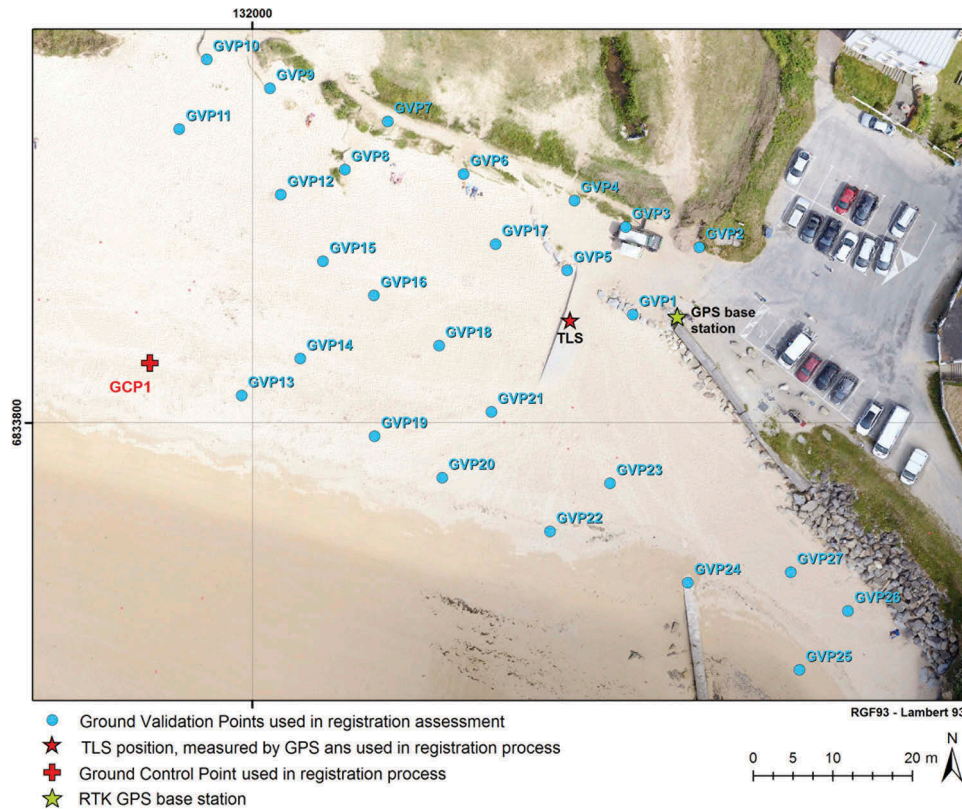 132000
GVP10
GVP9
GVP7
GVP11
GVP8
GVP6
GVP12
GVP4
GVP3
GVP17
GVP2
GVP15
GVP5
GVP16
GVP1
GPS base
station
TLS
GVP18
GVP14
GCP1
GVP13
GVP21
6833800
GVP19
GVP20
GVP23
GVP22
GVP24
GVP27
GVP26
GVP25
RGF93 - Lambert 93
Ground Validation Points used in registration assessment
TLS position, measured by GPS ans used in registration process
Ground Control Point used in registration process
RTK GPS base station
0 5 10 20 m
N